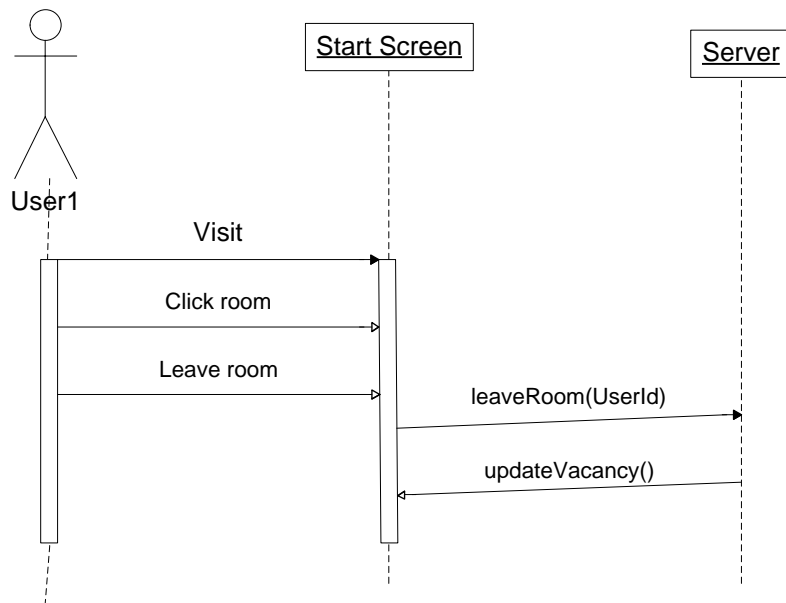 Start Screen
Server
User1
Visit
Click room
Leave room
leaveRoom(UserId)
updateVacancy()